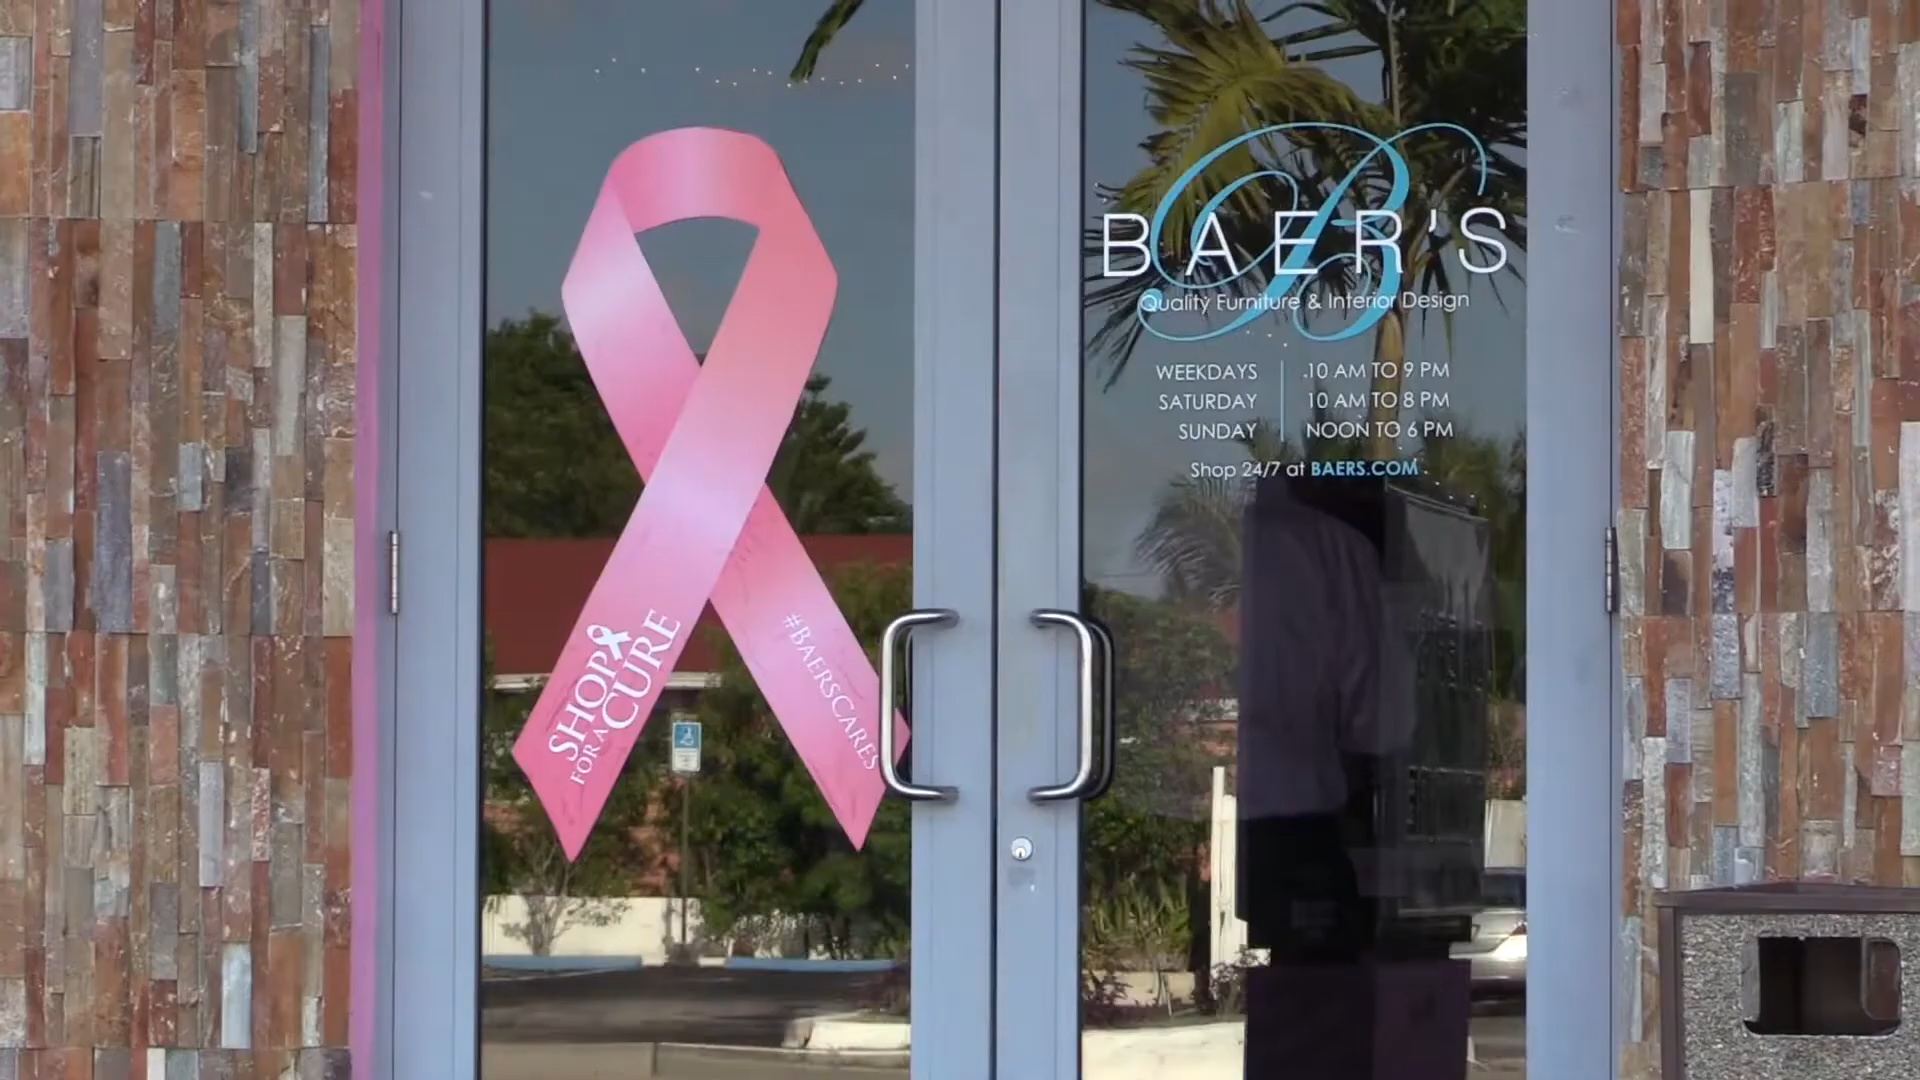 SHOP
FOR A CURE
#BAERSCARES
B
BAER'S
Quality Furniture & Interior Design
WEEKDAYS 10 AM TO 9 PM
SATURDAY 10 AM TO 8 PM
SUNDAY NOON TO 6 PM
Shop 24/7 at BAERS.COM